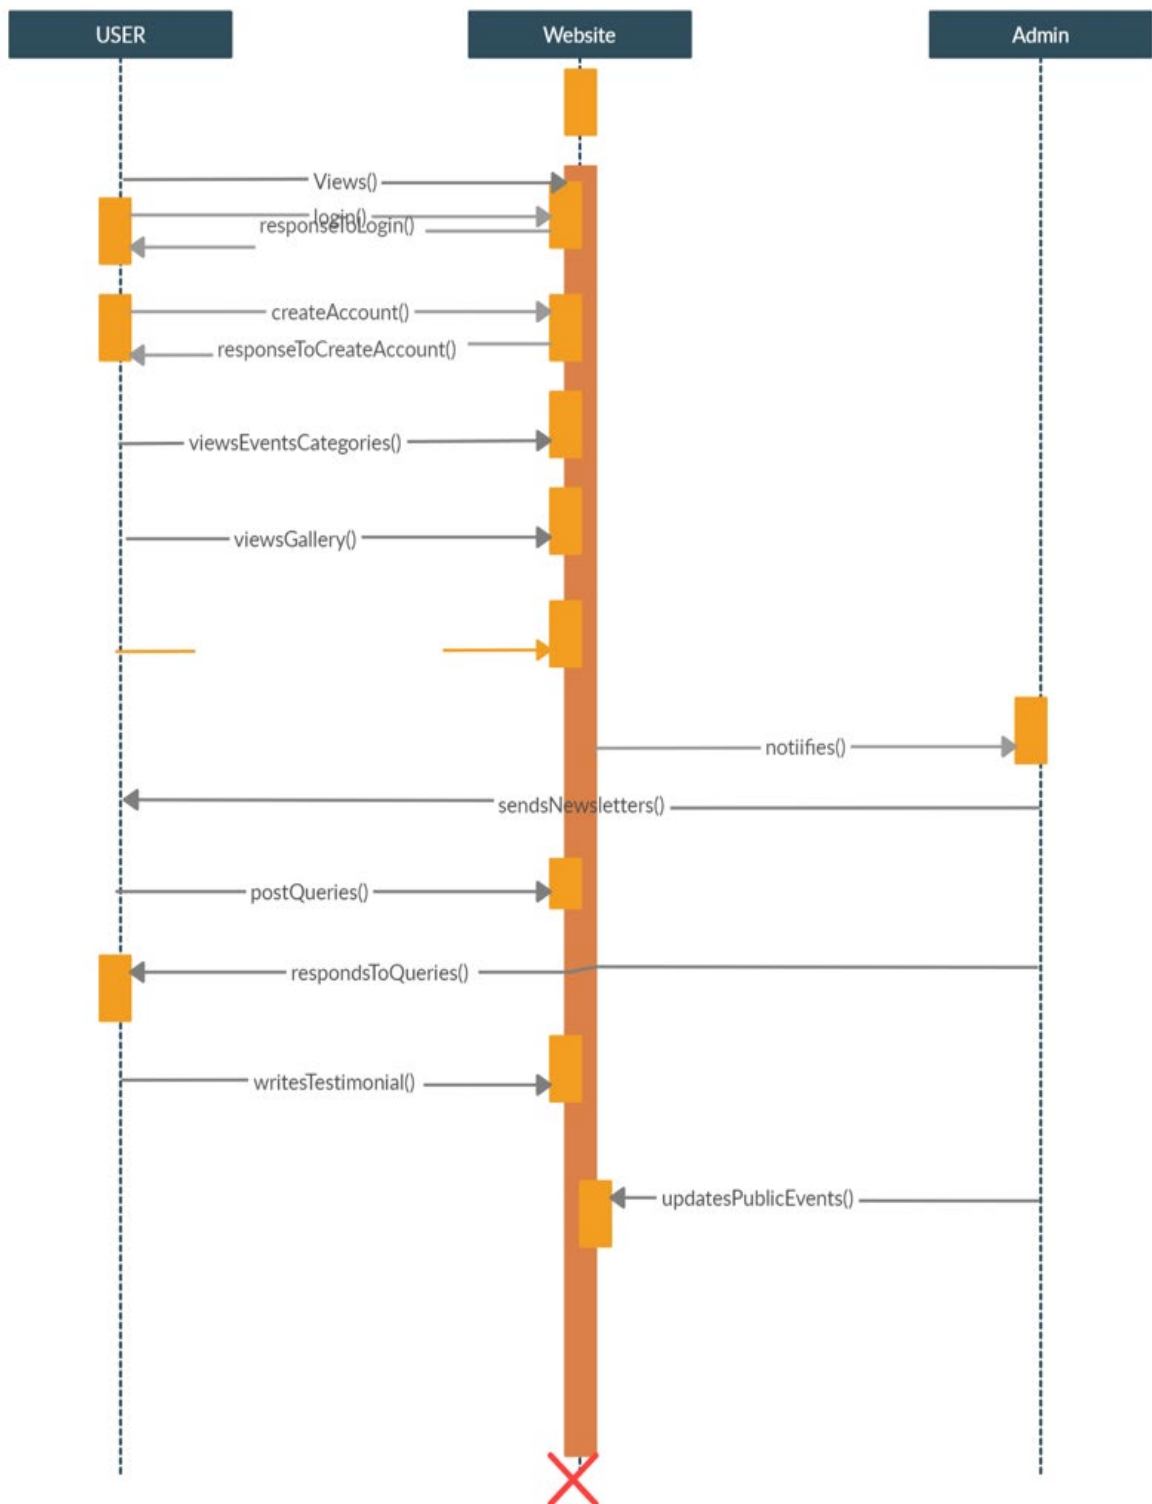 USER
Website
Admin
Views()
login()
responseToLogin()
createAccount()
responseToCreateAccount()
viewsEventsCategories()
viewsGallery()
notiifies()
sendsNewsletters()
postQueries()
respondsToQueries()
writesTestimonial()
updatesPublicEvents()